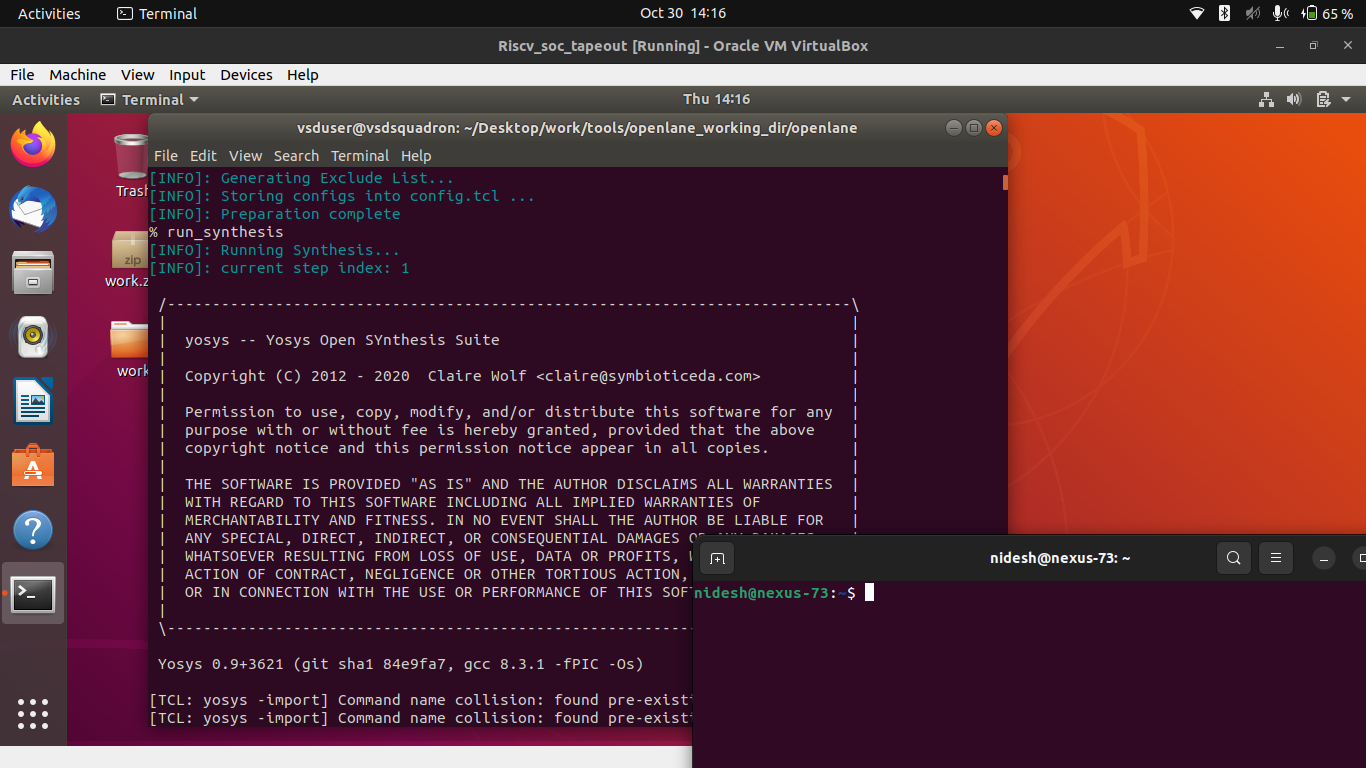 Activities Terminal Oct 30 14:16 65 %
Riscv_soc_tapeout [Running] - Oracle VM VirtualBox
File Machine View Input Devices Help
Activities Terminal Thu 14:16
vsduser@vsdsquadron: ~/Desktop/work/tools/openlane_working_dir/openlane
File Edit View Search Terminal Help
Trash
zip
work.z
work
[INFO]: Generating Exclude List...
[INFO]: Storing configs into config.tcl ...
[INFO]: Preparation complete
% run_synthesis
[INFO]: Running Synthesis...
[INFO]: current step index: 1
/----------------------------------------------------------------------------\
| |
| yosys -- Yosys Open SYnthesis Suite |
| |
| Copyright (C) 2012 - 2020 Claire Wolf <claire@symbioticeda.com> |
| |
| Permission to use, copy, modify, and/or distribute this software for any |
| purpose with or without fee is hereby granted, provided that the above |
| copyright notice and this permission notice appear in all copies. |
| |
| THE SOFTWARE IS PROVIDED "AS IS" AND THE AUTHOR DISCLAIMS ALL WARRANTIES |
| WITH REGARD TO THIS SOFTWARE INCLUDING ALL IMPLIED WARRANTIES OF |
| MERCHANTABILITY AND FITNESS. IN NO EVENT SHALL THE AUTHOR BE LIABLE FOR |
| ANY SPECIAL, DIRECT, INDIRECT, OR CONSEQUENTIAL DAMAGES OR ANY DAMAGES
| WHATSOEVER RESULTING FROM LOSS OF USE, DATA OR PROFITS,
| ACTION OF CONTRACT, NEGLIGENCE OR OTHER TORTIOUS ACTION,
| OR IN CONNECTION WITH THE USE OR PERFORMANCE OF THIS SOF
|
\-----------------------------------------------------------
Yosys 0.9+3621 (git sha1 84e9fa7, gcc 8.3.1 -fPIC -Os)
[TCL: yosys -import] Command name collision: found pre-exist
[TCL: yosys -import] Command name collision: found pre-exist
nidesh@nexus-73: ~
nidesh@nexus-73:~$